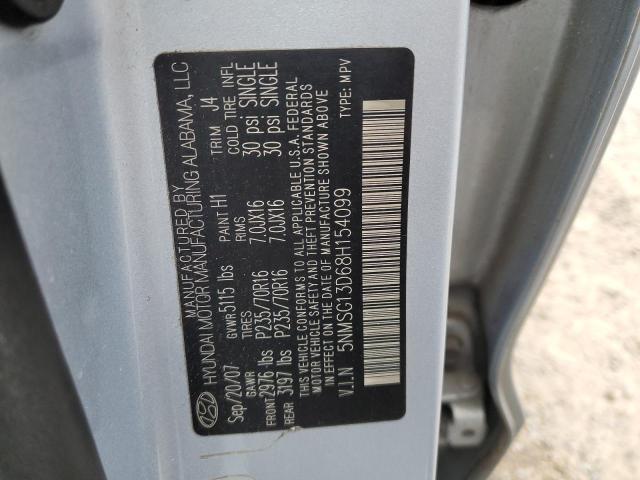 MANUFACTURED BY
HYUNDAI MOTOR MANUFACTURING ALABAMA, LLC
Sep/20/07 GVWR 5115 lbs PAINT H1 TRIM J4
GAWR TIRES RIMS COLD TIRE INFL
FRONT 2976 lbs P235/70R16 7.0JX16 30 psi SINGLE
REAR 3197 lbs P235/70R16 7.0JX16 30 psi SINGLE
THIS VEHICLE CONFORMS TO ALL APPLICABLE U.S.A. FEDERAL
MOTOR VEHICLE SAFETY AND THEFT PREVENTION STANDARDS
IN EFFECT ON THE DATE OF MANUFACTURE SHOWN ABOVE
V.I.N 5NMSG13D68H154099 TYPE: MPV